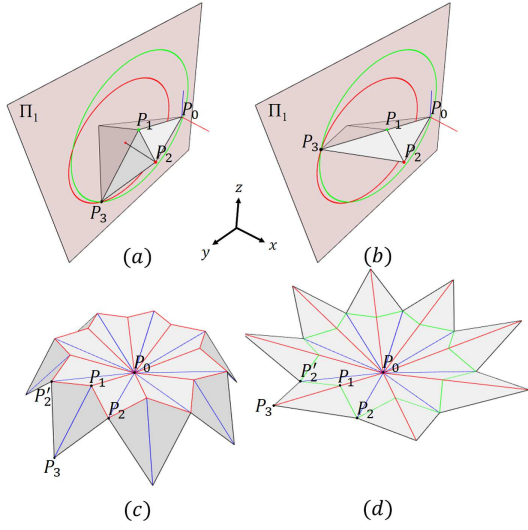 Π₁
P₀
P₁
P₂
P₃
(a)
Π₁
P₀
P₁
P₂
P₃
(b)
z
y
x
P₀
P₂′
P₁
P₂
P₃
(c)
P₀
P₂′
P₁
P₃
P₂
(d)